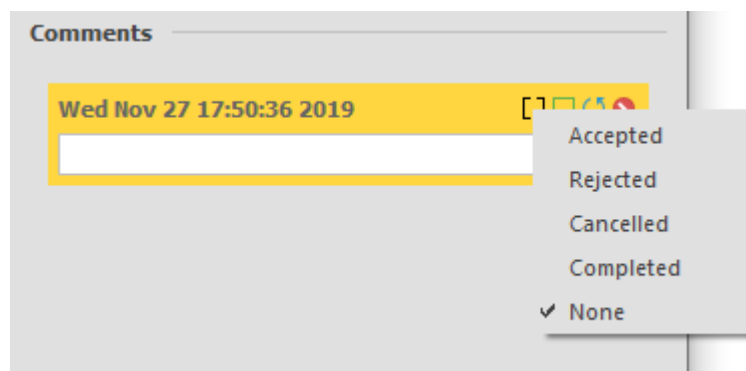 Comments
Wed Nov 27 17:50:36 2019
Accepted
Rejected
Cancelled
Completed
None